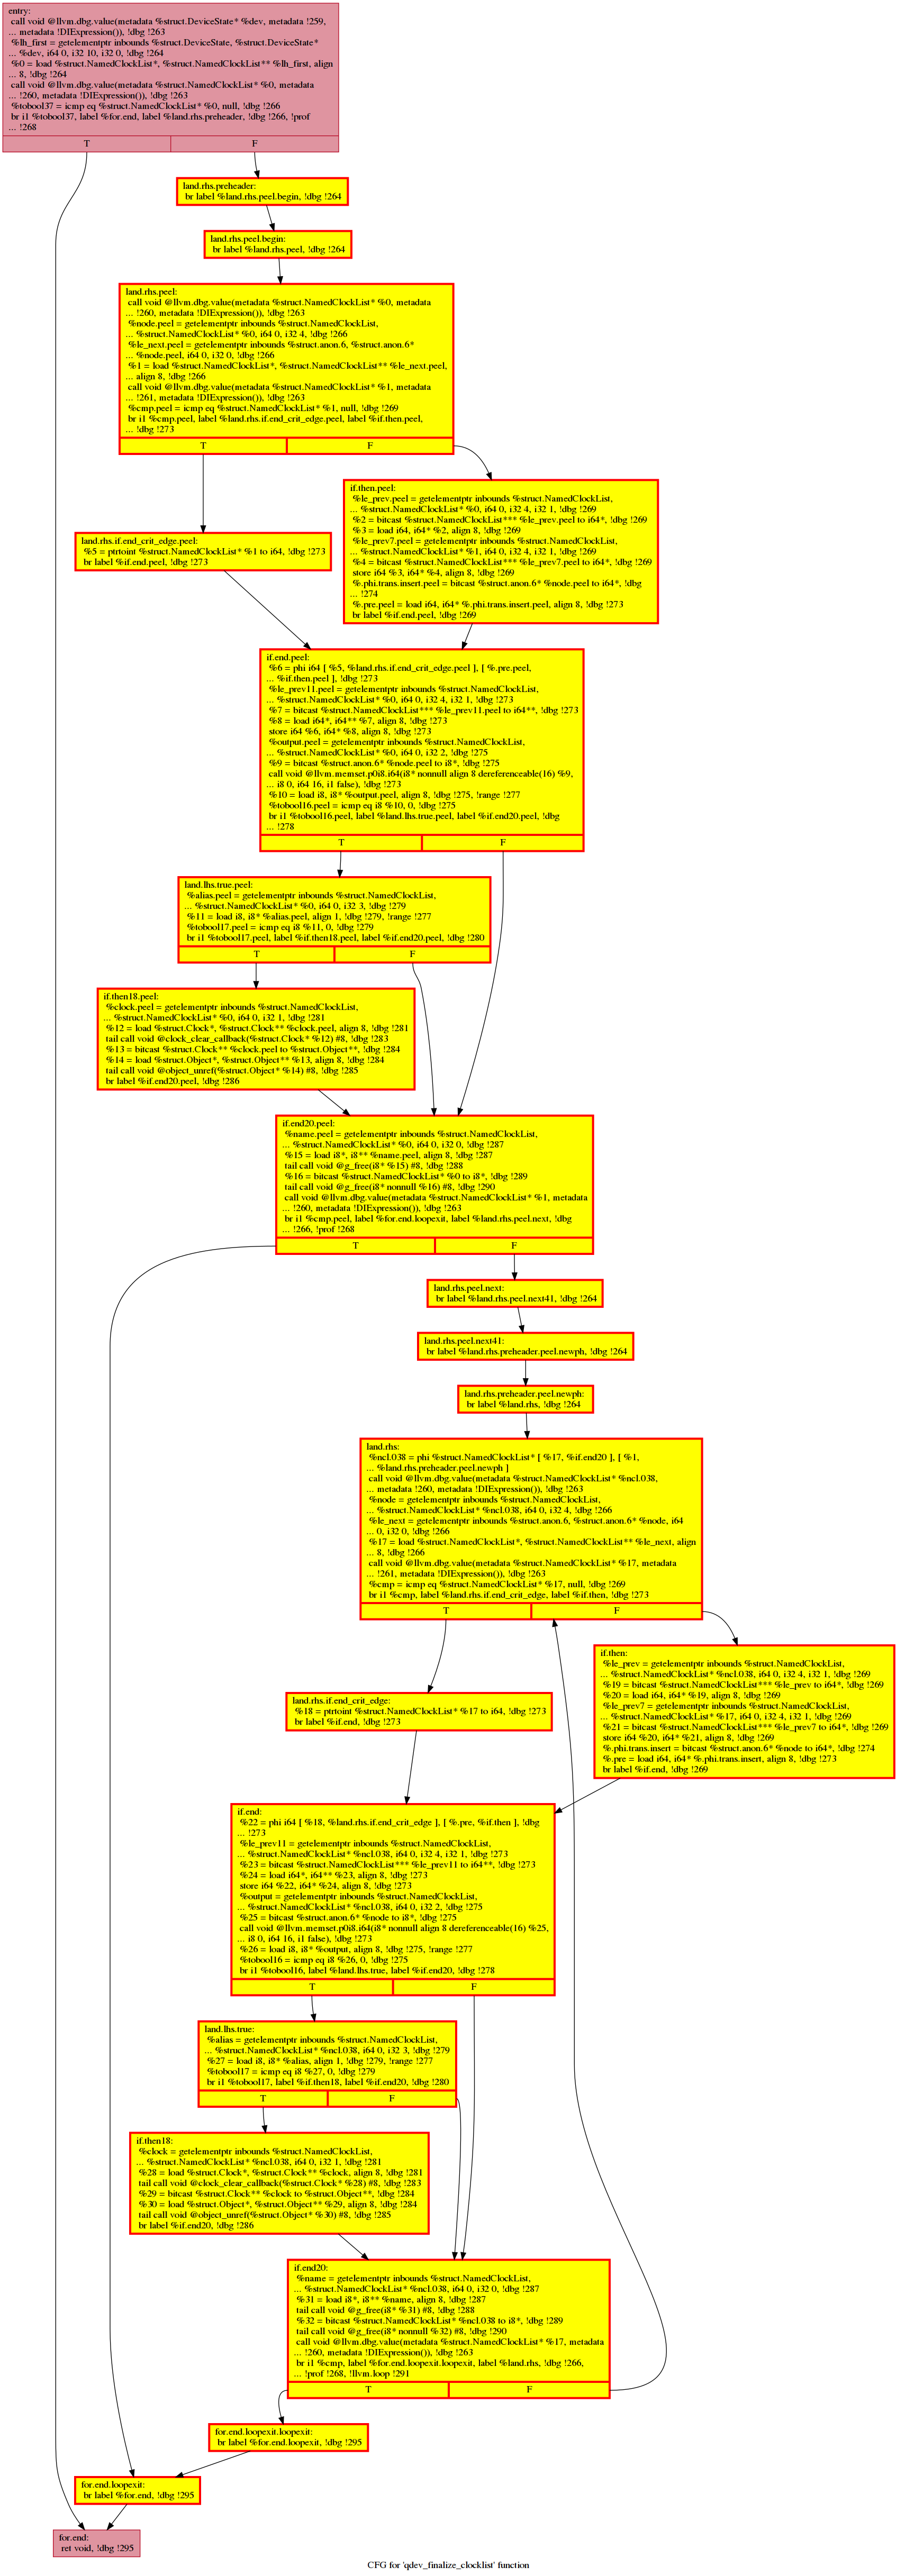 entry:
call void @llvm.dbg.value(metadata %struct.DeviceState* %dev, metadata !259,
... metadata !DIExpression()), !dbg !263
%lh_first = getelementptr inbounds %struct.DeviceState, %struct.DeviceState*
... %dev, i64 0, i32 10, i32 0, !dbg !264
%0 = load %struct.NamedClockList*, %struct.NamedClockList** %lh_first, align
... 8, !dbg !264
call void @llvm.dbg.value(metadata %struct.NamedClockList* %0, metadata
... !260, metadata !DIExpression()), !dbg !263
%tobool37 = icmp eq %struct.NamedClockList* %0, null, !dbg !266
br i1 %tobool37, label %for.end, label %land.rhs.preheader, !dbg !266, !prof
... !268
T F
land.rhs.preheader:
br label %land.rhs.peel.begin, !dbg !264
land.rhs.peel.begin:
br label %land.rhs.peel, !dbg !264
land.rhs.peel:
call void @llvm.dbg.value(metadata %struct.NamedClockList* %0, metadata
... !260, metadata !DIExpression()), !dbg !263
%node.peel = getelementptr inbounds %struct.NamedClockList,
... %struct.NamedClockList* %0, i64 0, i32 4, !dbg !266
%le_next.peel = getelementptr inbounds %struct.anon.6, %struct.anon.6*
... %node.peel, i64 0, i32 0, !dbg !266
%1 = load %struct.NamedClockList*, %struct.NamedClockList** %le_next.peel,
... align 8, !dbg !266
call void @llvm.dbg.value(metadata %struct.NamedClockList* %1, metadata
... !261, metadata !DIExpression()), !dbg !263
%cmp.peel = icmp eq %struct.NamedClockList* %1, null, !dbg !269
br i1 %cmp.peel, label %land.rhs.if.end_crit_edge.peel, label %if.then.peel,
... !dbg !273
T F
if.then.peel:
%le_prev.peel = getelementptr inbounds %struct.NamedClockList,
... %struct.NamedClockList* %0, i64 0, i32 4, i32 1, !dbg !269
%2 = bitcast %struct.NamedClockList*** %le_prev.peel to i64*, !dbg !269
%3 = load i64, i64* %2, align 8, !dbg !269
%le_prev7.peel = getelementptr inbounds %struct.NamedClockList,
... %struct.NamedClockList* %1, i64 0, i32 4, i32 1, !dbg !269
%4 = bitcast %struct.NamedClockList*** %le_prev7.peel to i64*, !dbg !269
store i64 %3, i64* %4, align 8, !dbg !269
%.phi.trans.insert.peel = bitcast %struct.anon.6* %node.peel to i64*, !dbg
... !274
%.pre.peel = load i64, i64* %.phi.trans.insert.peel, align 8, !dbg !273
br label %if.end.peel, !dbg !269
land.rhs.if.end_crit_edge.peel:
%5 = ptrtoint %struct.NamedClockList* %1 to i64, !dbg !273
br label %if.end.peel, !dbg !273
if.end.peel:
%6 = phi i64 [ %5, %land.rhs.if.end_crit_edge.peel ], [ %.pre.peel,
... %if.then.peel ], !dbg !273
%le_prev11.peel = getelementptr inbounds %struct.NamedClockList,
... %struct.NamedClockList* %0, i64 0, i32 4, i32 1, !dbg !273
%7 = bitcast %struct.NamedClockList*** %le_prev11.peel to i64**, !dbg !273
%8 = load i64*, i64** %7, align 8, !dbg !273
store i64 %6, i64* %8, align 8, !dbg !273
%output.peel = getelementptr inbounds %struct.NamedClockList,
... %struct.NamedClockList* %0, i64 0, i32 2, !dbg !275
%9 = bitcast %struct.anon.6* %node.peel to i8*, !dbg !275
call void @llvm.memset.p0i8.i64(i8* nonnull align 8 dereferenceable(16) %9,
... i8 0, i64 16, i1 false), !dbg !273
%10 = load i8, i8* %output.peel, align 8, !dbg !275, !range !277
%tobool16.peel = icmp eq i8 %10, 0, !dbg !275
br i1 %tobool16.peel, label %land.lhs.true.peel, label %if.end20.peel, !dbg
... !278
T F
land.lhs.true.peel:
%alias.peel = getelementptr inbounds %struct.NamedClockList,
... %struct.NamedClockList* %0, i64 0, i32 3, !dbg !279
%11 = load i8, i8* %alias.peel, align 1, !dbg !279, !range !277
%tobool17.peel = icmp eq i8 %11, 0, !dbg !279
br i1 %tobool17.peel, label %if.then18.peel, label %if.end20.peel, !dbg !280
T F
if.then18.peel:
%clock.peel = getelementptr inbounds %struct.NamedClockList,
... %struct.NamedClockList* %0, i64 0, i32 1, !dbg !281
%12 = load %struct.Clock*, %struct.Clock** %clock.peel, align 8, !dbg !281
tail call void @clock_clear_callback(%struct.Clock* %12) #8, !dbg !283
%13 = bitcast %struct.Clock** %clock.peel to %struct.Object**, !dbg !284
%14 = load %struct.Object*, %struct.Object** %13, align 8, !dbg !284
tail call void @object_unref(%struct.Object* %14) #8, !dbg !285
br label %if.end20.peel, !dbg !286
if.end20.peel:
%name.peel = getelementptr inbounds %struct.NamedClockList,
... %struct.NamedClockList* %0, i64 0, i32 0, !dbg !287
%15 = load i8*, i8** %name.peel, align 8, !dbg !287
tail call void @g_free(i8* %15) #8, !dbg !288
%16 = bitcast %struct.NamedClockList* %0 to i8*, !dbg !289
tail call void @g_free(i8* nonnull %16) #8, !dbg !290
call void @llvm.dbg.value(metadata %struct.NamedClockList* %1, metadata
... !260, metadata !DIExpression()), !dbg !263
br i1 %cmp.peel, label %for.end.loopexit, label %land.rhs.peel.next, !dbg
... !266, !prof !268
T F
land.rhs.peel.next:
br label %land.rhs.peel.next41, !dbg !264
land.rhs.peel.next41:
br label %land.rhs.preheader.peel.newph, !dbg !264
land.rhs.preheader.peel.newph:
br label %land.rhs, !dbg !264
land.rhs:
%ncl.038 = phi %struct.NamedClockList* [ %17, %if.end20 ], [ %1,
... %land.rhs.preheader.peel.newph ]
call void @llvm.dbg.value(metadata %struct.NamedClockList* %ncl.038,
... metadata !260, metadata !DIExpression()), !dbg !263
%node = getelementptr inbounds %struct.NamedClockList,
... %struct.NamedClockList* %ncl.038, i64 0, i32 4, !dbg !266
%le_next = getelementptr inbounds %struct.anon.6, %struct.anon.6* %node, i64
... 0, i32 0, !dbg !266
%17 = load %struct.NamedClockList*, %struct.NamedClockList** %le_next, align
... 8, !dbg !266
call void @llvm.dbg.value(metadata %struct.NamedClockList* %17, metadata
... !261, metadata !DIExpression()), !dbg !263
%cmp = icmp eq %struct.NamedClockList* %17, null, !dbg !269
br i1 %cmp, label %land.rhs.if.end_crit_edge, label %if.then, !dbg !273
T F
if.then:
%le_prev = getelementptr inbounds %struct.NamedClockList,
... %struct.NamedClockList* %ncl.038, i64 0, i32 4, i32 1, !dbg !269
%19 = bitcast %struct.NamedClockList*** %le_prev to i64*, !dbg !269
%20 = load i64, i64* %19, align 8, !dbg !269
%le_prev7 = getelementptr inbounds %struct.NamedClockList,
... %struct.NamedClockList* %17, i64 0, i32 4, i32 1, !dbg !269
%21 = bitcast %struct.NamedClockList*** %le_prev7 to i64*, !dbg !269
store i64 %20, i64* %21, align 8, !dbg !269
%.phi.trans.insert = bitcast %struct.anon.6* %node to i64*, !dbg !274
%.pre = load i64, i64* %.phi.trans.insert, align 8, !dbg !273
br label %if.end, !dbg !269
land.rhs.if.end_crit_edge:
%18 = ptrtoint %struct.NamedClockList* %17 to i64, !dbg !273
br label %if.end, !dbg !273
if.end:
%22 = phi i64 [ %18, %land.rhs.if.end_crit_edge ], [ %.pre, %if.then ], !dbg
... !273
%le_prev11 = getelementptr inbounds %struct.NamedClockList,
... %struct.NamedClockList* %ncl.038, i64 0, i32 4, i32 1, !dbg !273
%23 = bitcast %struct.NamedClockList*** %le_prev11 to i64**, !dbg !273
%24 = load i64*, i64** %23, align 8, !dbg !273
store i64 %22, i64* %24, align 8, !dbg !273
%output = getelementptr inbounds %struct.NamedClockList,
... %struct.NamedClockList* %ncl.038, i64 0, i32 2, !dbg !275
%25 = bitcast %struct.anon.6* %node to i8*, !dbg !275
call void @llvm.memset.p0i8.i64(i8* nonnull align 8 dereferenceable(16) %25,
... i8 0, i64 16, i1 false), !dbg !273
%26 = load i8, i8* %output, align 8, !dbg !275, !range !277
%tobool16 = icmp eq i8 %26, 0, !dbg !275
br i1 %tobool16, label %land.lhs.true, label %if.end20, !dbg !278
T F
land.lhs.true:
%alias = getelementptr inbounds %struct.NamedClockList,
... %struct.NamedClockList* %ncl.038, i64 0, i32 3, !dbg !279
%27 = load i8, i8* %alias, align 1, !dbg !279, !range !277
%tobool17 = icmp eq i8 %27, 0, !dbg !279
br i1 %tobool17, label %if.then18, label %if.end20, !dbg !280
T F
if.then18:
%clock = getelementptr inbounds %struct.NamedClockList,
... %struct.NamedClockList* %ncl.038, i64 0, i32 1, !dbg !281
%28 = load %struct.Clock*, %struct.Clock** %clock, align 8, !dbg !281
tail call void @clock_clear_callback(%struct.Clock* %28) #8, !dbg !283
%29 = bitcast %struct.Clock** %clock to %struct.Object**, !dbg !284
%30 = load %struct.Object*, %struct.Object** %29, align 8, !dbg !284
tail call void @object_unref(%struct.Object* %30) #8, !dbg !285
br label %if.end20, !dbg !286
if.end20:
%name = getelementptr inbounds %struct.NamedClockList,
... %struct.NamedClockList* %ncl.038, i64 0, i32 0, !dbg !287
%31 = load i8*, i8** %name, align 8, !dbg !287
tail call void @g_free(i8* %31) #8, !dbg !288
%32 = bitcast %struct.NamedClockList* %ncl.038 to i8*, !dbg !289
tail call void @g_free(i8* nonnull %32) #8, !dbg !290
call void @llvm.dbg.value(metadata %struct.NamedClockList* %17, metadata
... !260, metadata !DIExpression()), !dbg !263
br i1 %cmp, label %for.end.loopexit.loopexit, label %land.rhs, !dbg !266,
... !prof !268, !llvm.loop !291
T F
for.end.loopexit.loopexit:
br label %for.end.loopexit, !dbg !295
for.end.loopexit:
br label %for.end, !dbg !295
for.end:
ret void, !dbg !295
CFG for 'qdev_finalize_clocklist' function